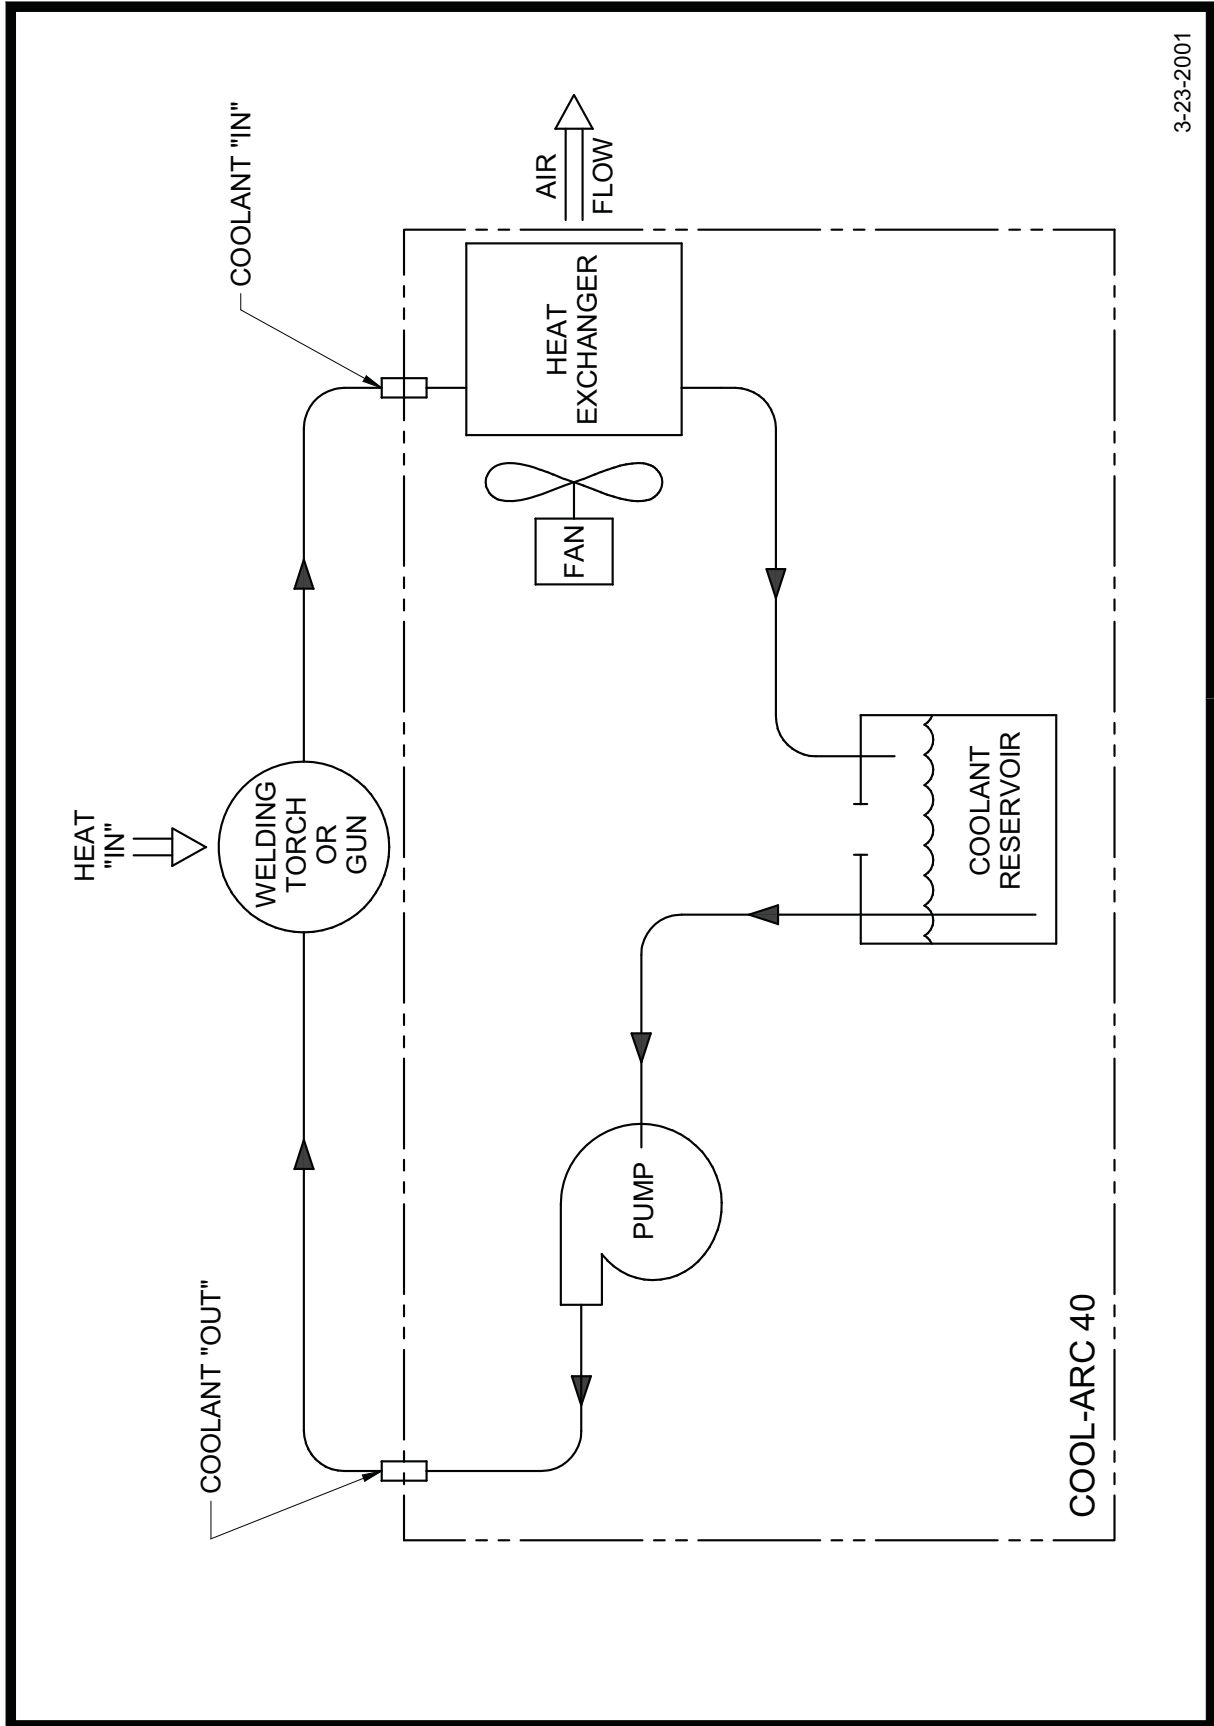 HEAT
"IN"
COOLANT "OUT"
WELDING
TORCH
OR
GUN
COOLANT "IN"
AIR
FLOW
HEAT
EXCHANGER
FAN
PUMP
COOLANT
RESERVOIR
COOL-ARC 40
3-23-2001